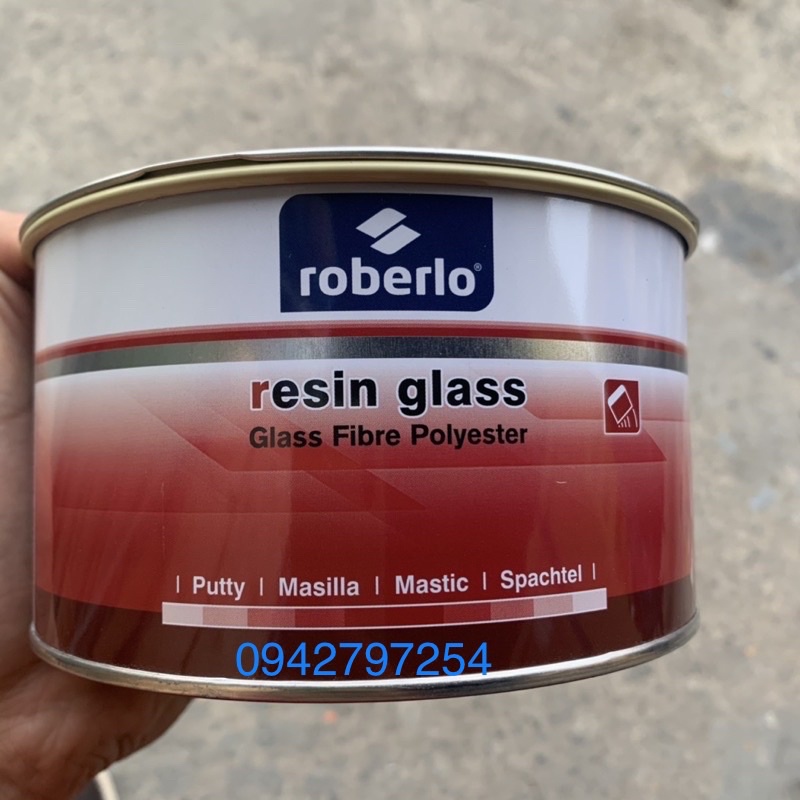 roberlo®
resin glass
Glass Fibre Polyester
| Putty | Masilla | Mastic | Spachtel |
0942797254